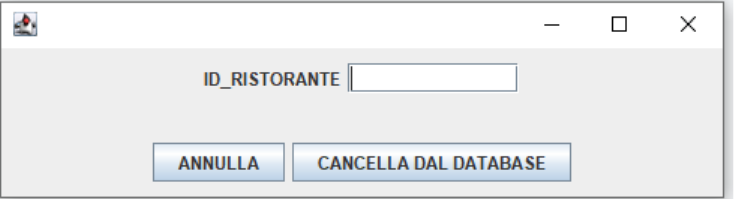 ID_RISTORANTE
ANNULLA CANCELLA DAL DATABASE